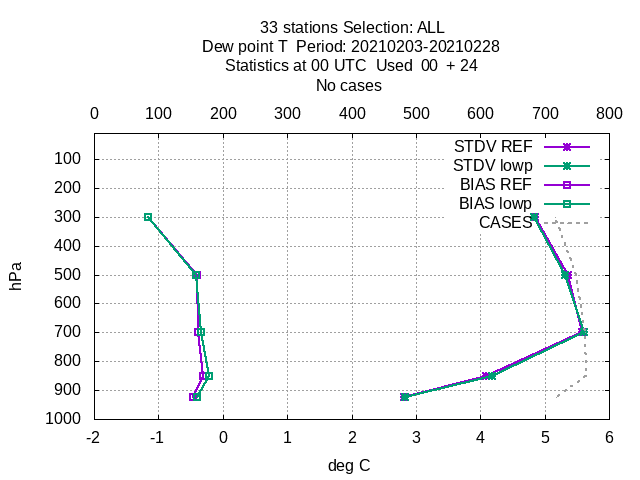 33 stations Selection: ALL
Dew point T  Period: 20210203-20210228
Statistics at 00 UTC  Used  00  + 24
No cases
0 100 200 300 400 500 600 700 800
STDV REF
STDV lowp
BIAS REF
BIAS lowp
CASES
100
200
300
400
500
600
700
800
900
1000
hPa
-2 -1 0 1 2 3 4 5 6
deg C